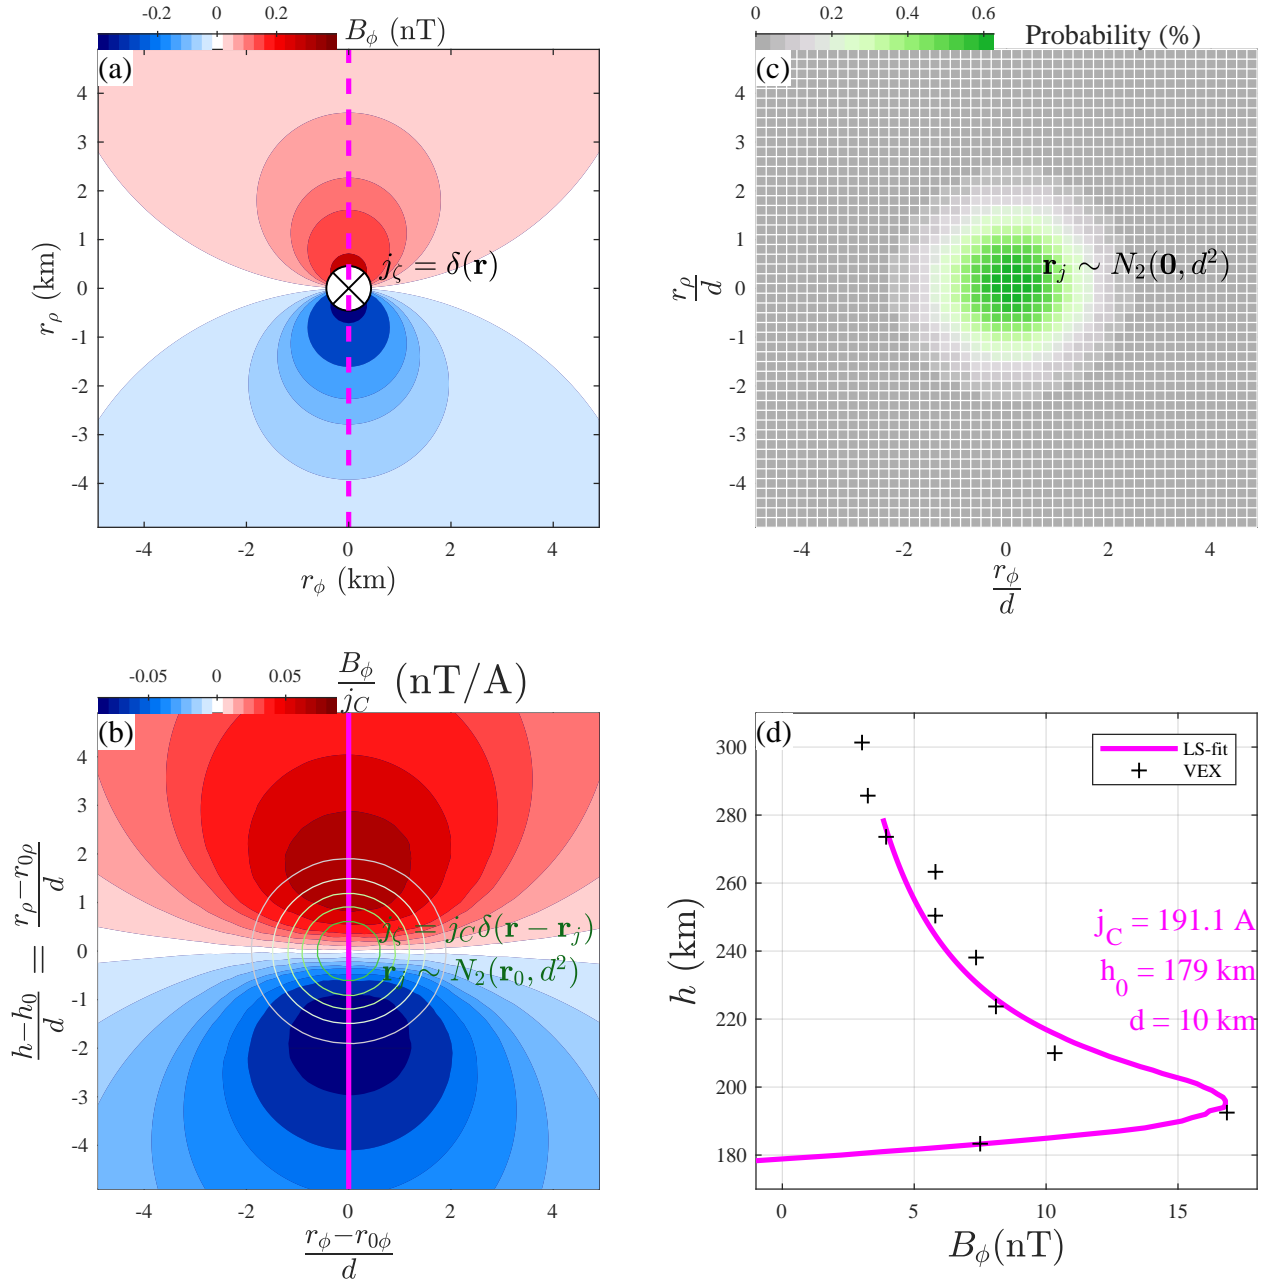 -0.2 0 0.2 B_ϕ (nT)
(a)
4
3
2
1
0
-1
-2
-3
-4
r_ρ (km)
j_ζ = δ(r)
-4 -2 0 2 4
r_ϕ (km)
0 0.2 0.4 0.6 Probability (%)
(c)
4
3
2
1
0
-1
-2
-3
-4
r_ρ/d
r_j ∼ N_2(0, d^2)
-4 -2 0 2 4
r_ϕ/d
-0.05 0 0.05 B_ϕ/j_C (nT/A)
(b)
4
3
2
1
0
-1
-2
-3
-4
h−h_0/d = r_ρ−r_0ρ/d
j_ζ = j_C δ(r − r_j)
r_j ∼ N_2(r_0, d^2)
-4 -2 0 2 4
r_ϕ−r_0ϕ/d
(d)
300
280
260
240
220
200
180
h (km)
LS-fit
VEX
j_C = 191.1 A
h_0 = 179 km
d = 10 km
0 5 10 15
B_ϕ(nT)